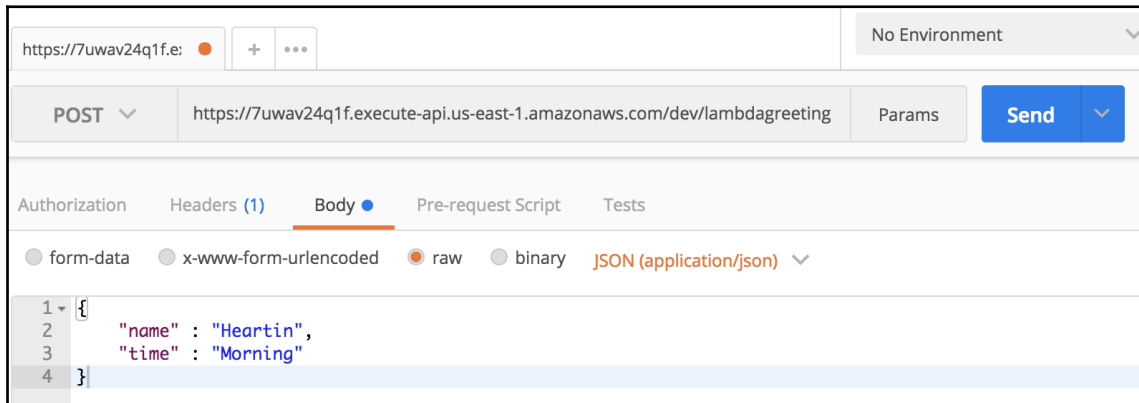 https://7uwav24q1f.e: + ••• No Environment
POST https://7uwav24q1f.execute-api.us-east-1.amazonaws.com/dev/lambdagreeting Params Send
Authorization Headers (1) Body Pre-request Script Tests
form-data x-www-form-urlencoded raw binary JSON (application/json)
1 {
2 "name" : "Heartin",
3 "time" : "Morning"
4 }